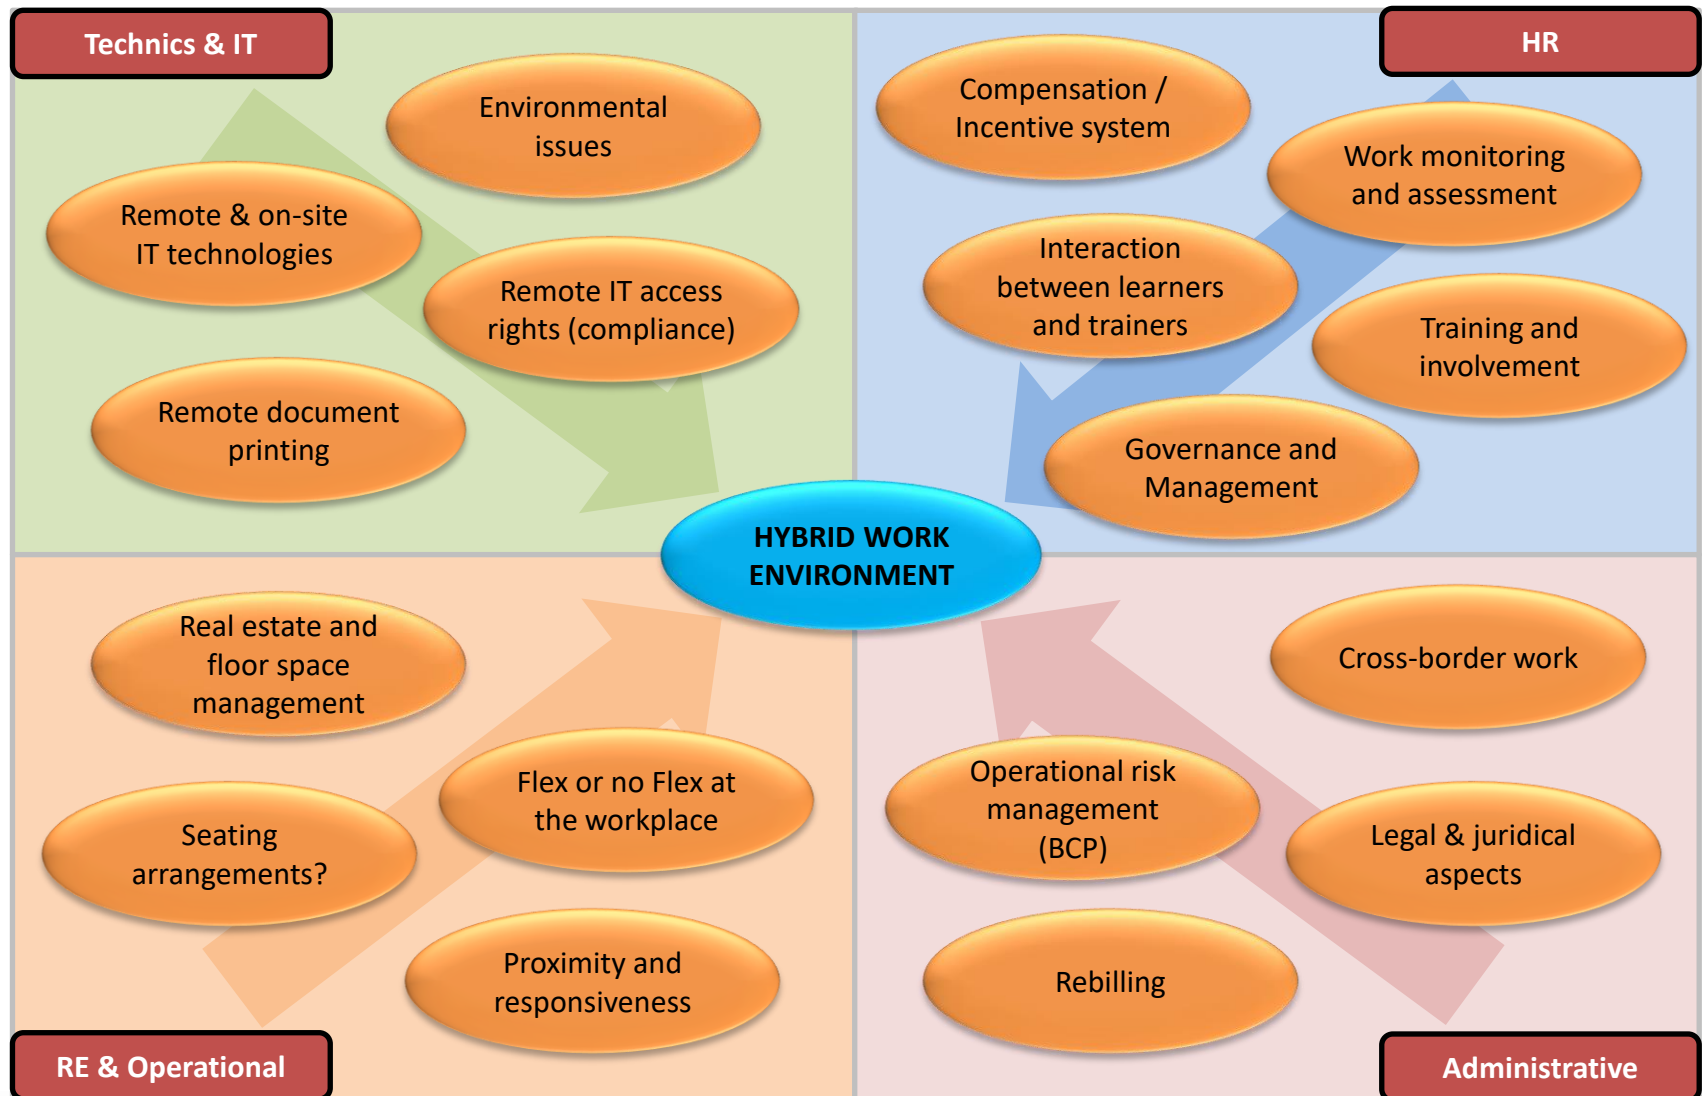 Technics & IT
Environmental
issues
Remote & on-site
IT technologies
Remote IT access
rights (compliance)
Remote document
printing
HR
Compensation /
Incentive system
Work monitoring
and assessment
Interaction
between learners
and trainers
Training and
involvement
Governance and
Management
HYBRID WORK
ENVIRONMENT
Real estate and
floor space
management
Flex or no Flex at
the workplace
Seating
arrangements?
Proximity and
responsiveness
RE & Operational
Cross-border work
Operational risk
management
(BCP)
Legal & juridical
aspects
Rebilling
Administrative